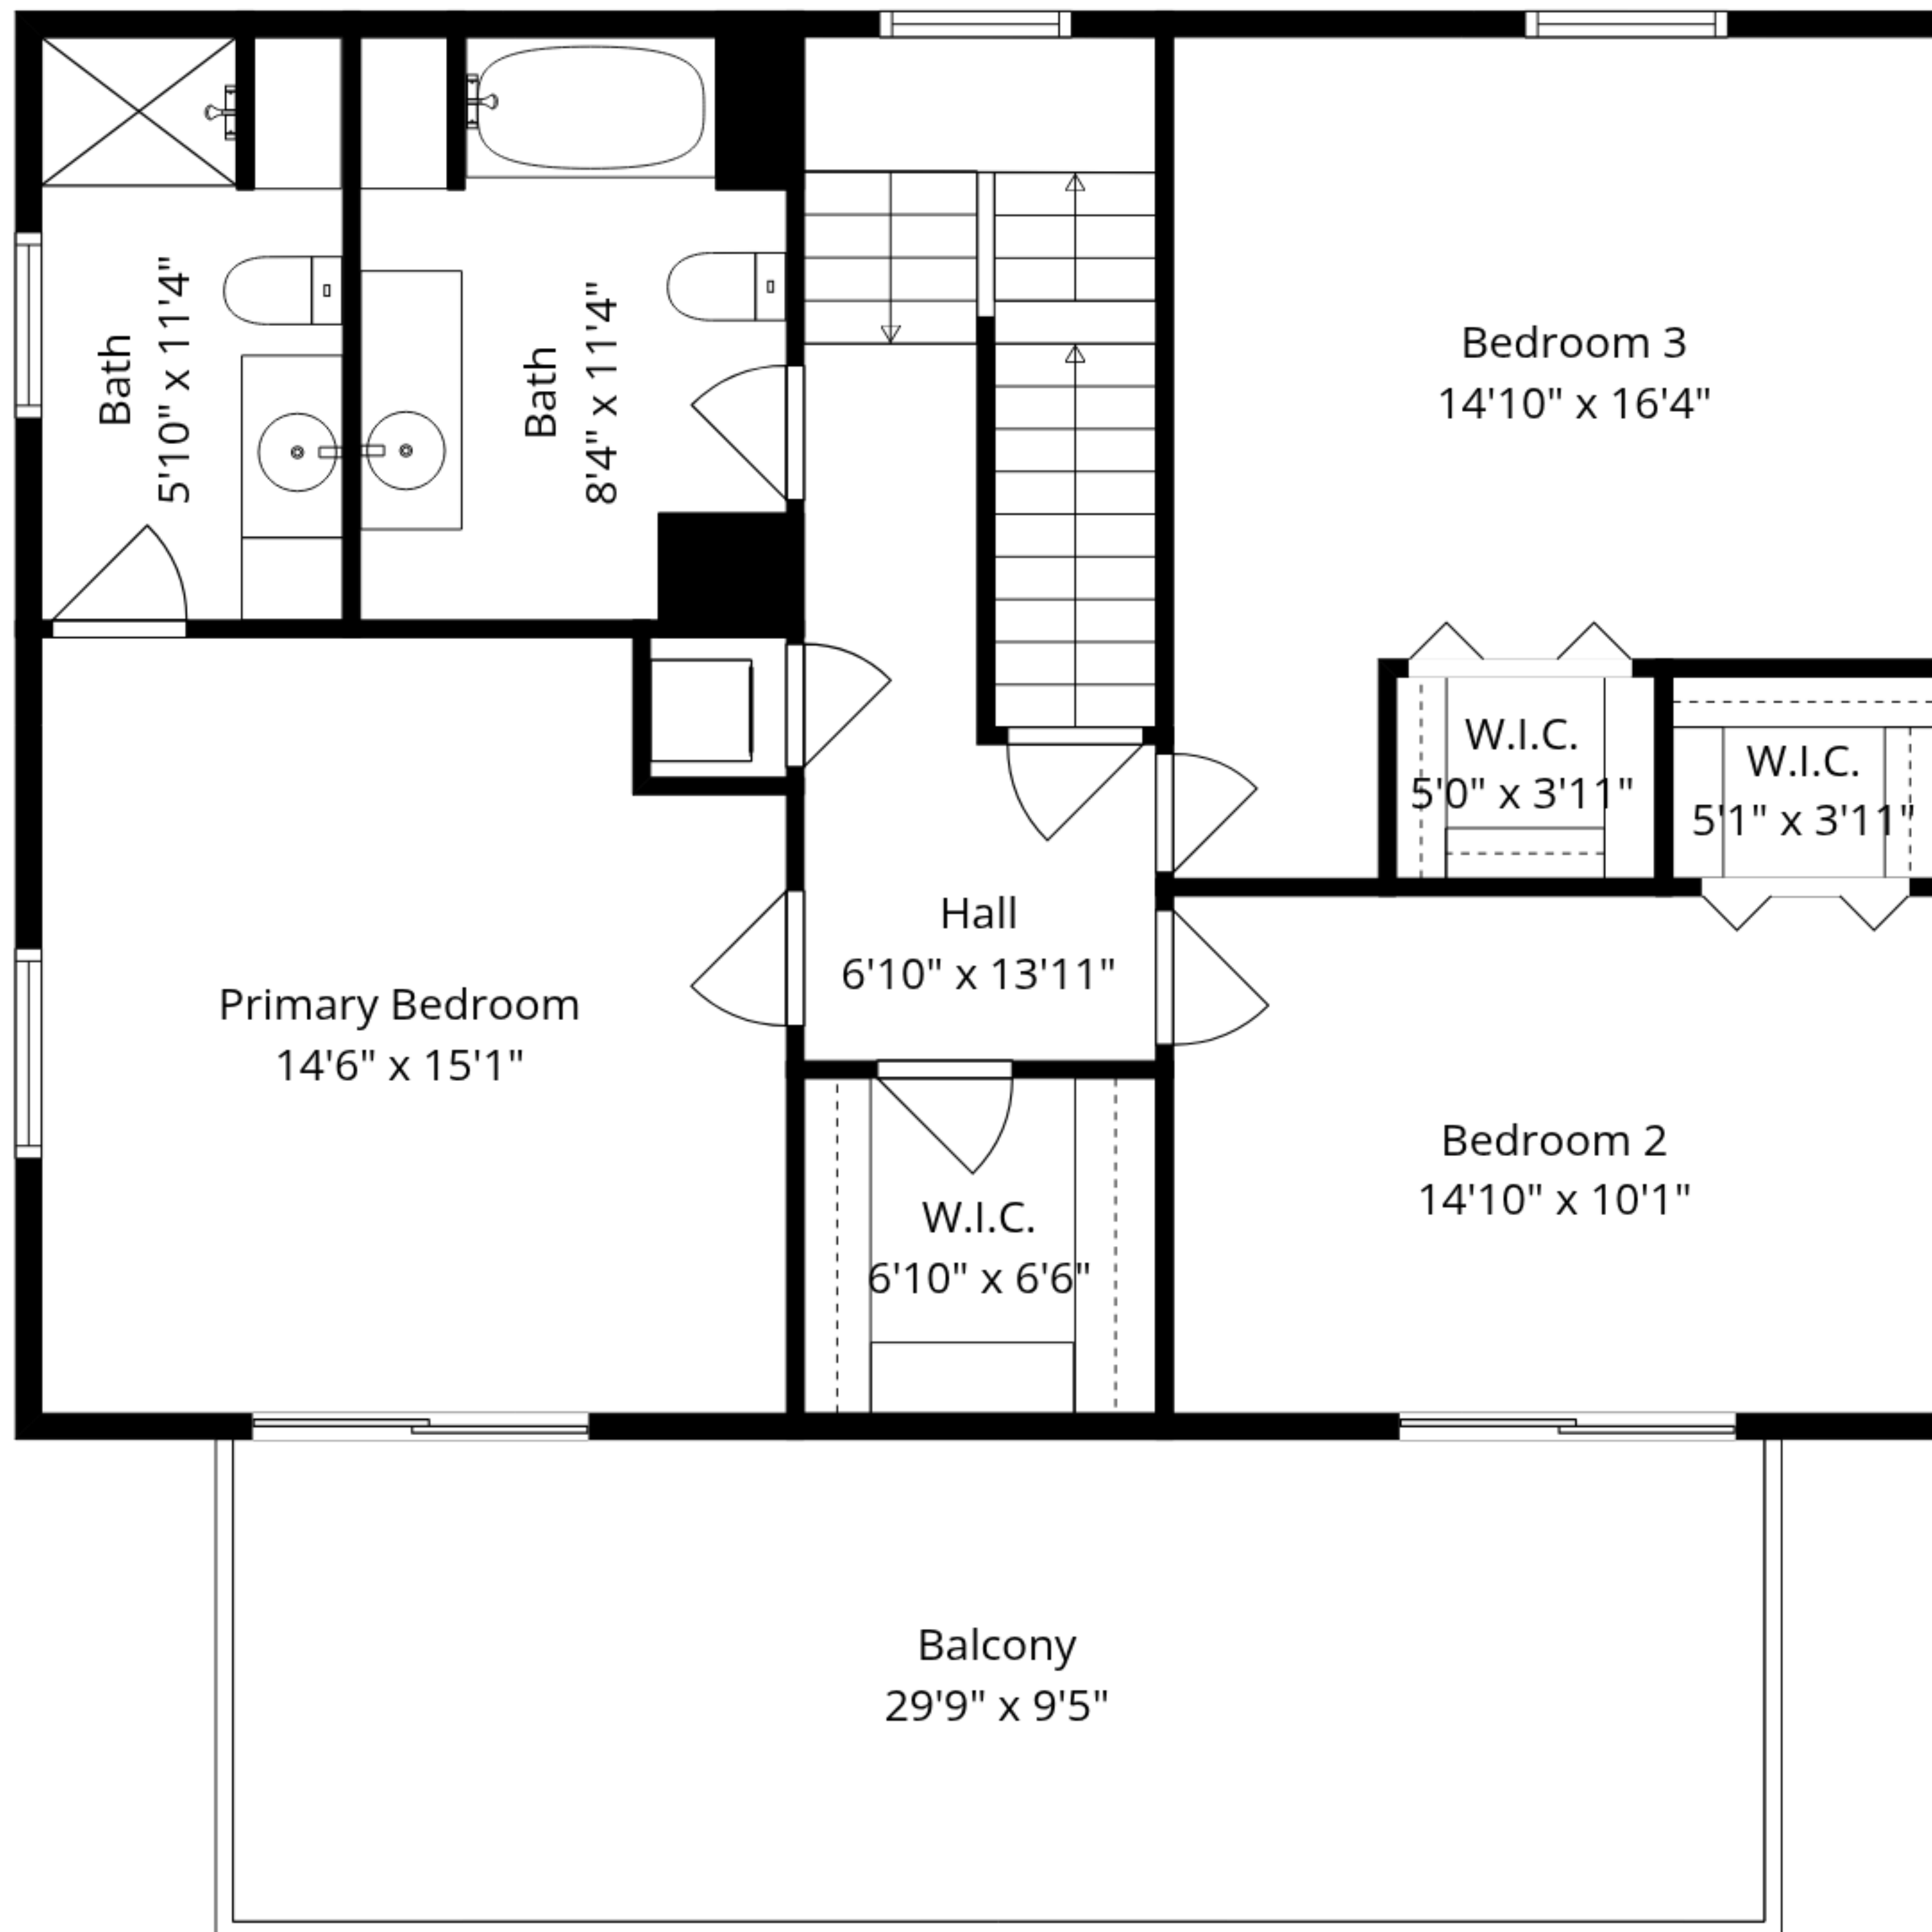 Bath
5'10" x 11'4"
Bath
8'4" x 11'4"
Bedroom 3
14'10" x 16'4"
W.I.C.
5'0" x 3'11"
W.I.C.
5'1" x 3'11"
Hall
6'10" x 13'11"
Primary Bedroom
14'6" x 15'1"
Bedroom 2
14'10" x 10'1"
W.I.C.
6'10" x 6'6"
Balcony
29'9" x 9'5"